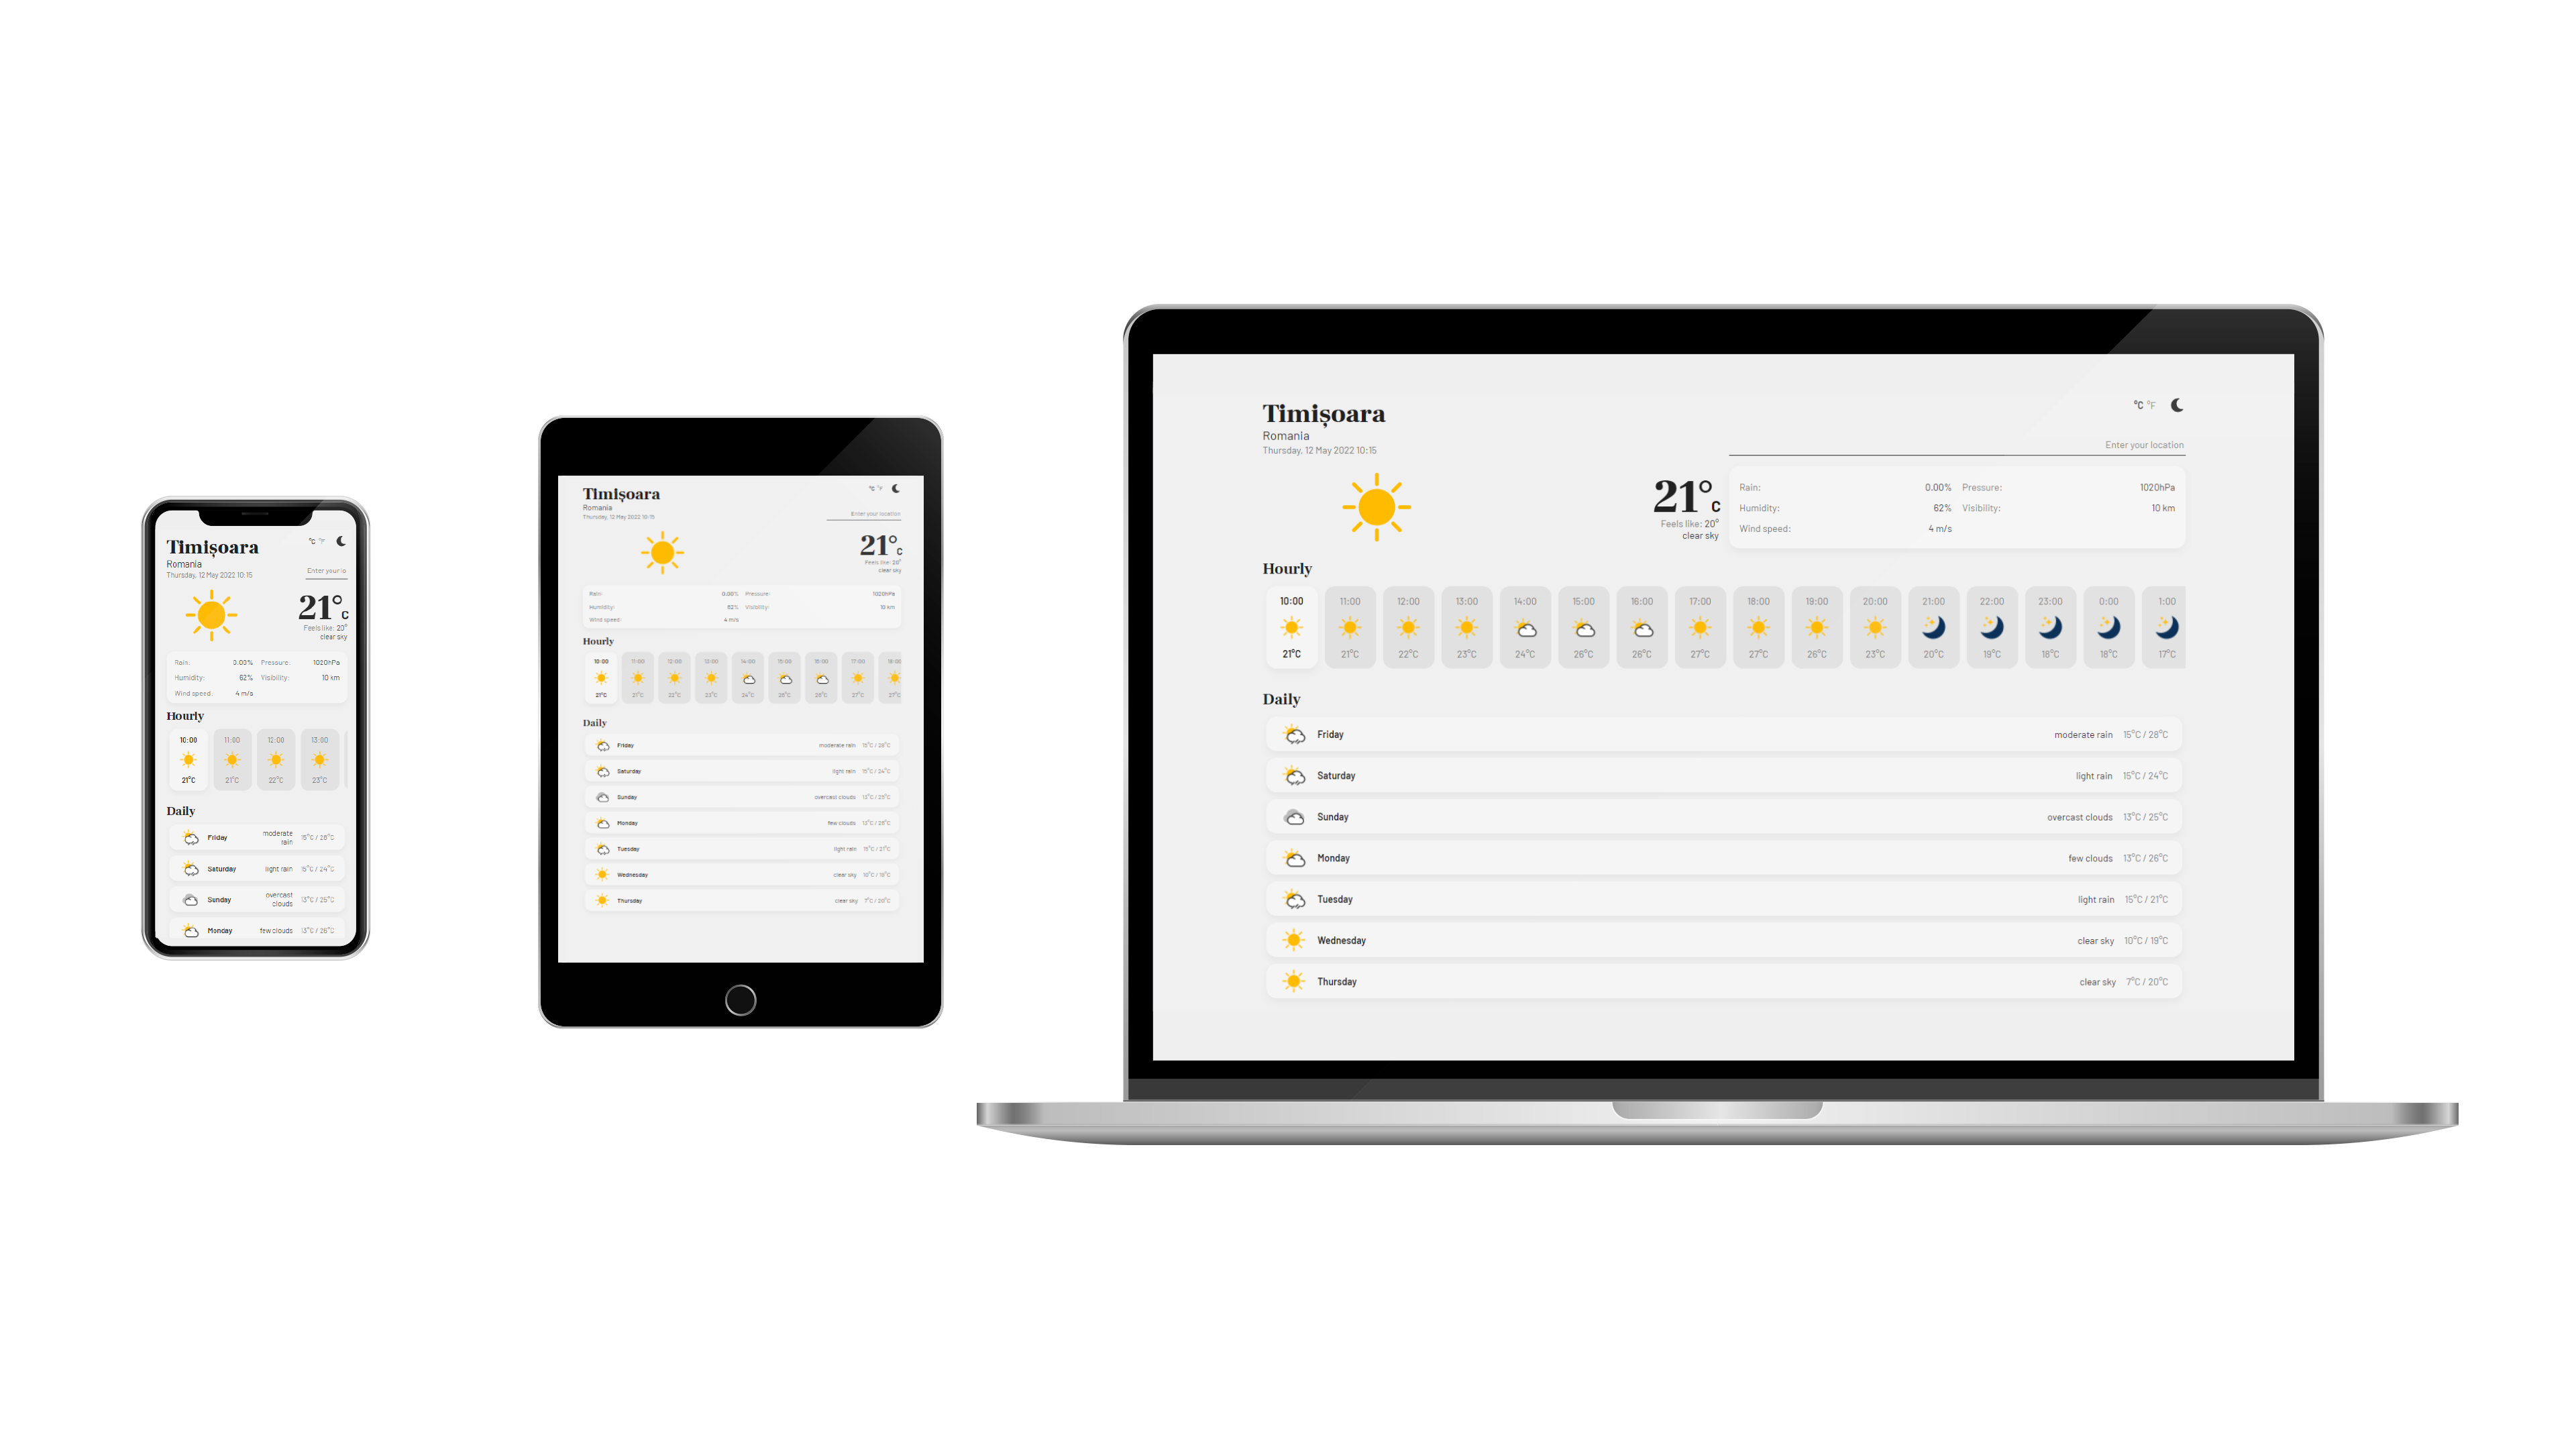 Timișoara
°C °F
Romania
Thursday, 12 May 2022 10:15
Enter your lo
21° C
Feels like: 20°
clear sky
Rain: 0.00% Pressure: 1020hPa
Humidity: 62% Visibility: 10 km
Wind speed: 4 m/s
Hourly
10:00 11:00 12:00 13:00
21°C 21°C 22°C 23°C
Daily
Friday moderate rain 15°C / 28°C
Saturday light rain 15°C / 24°C
Sunday overcast clouds 13°C / 25°C
Monday few clouds 13°C / 26°C
Timișoara
°C °F
Romania
Thursday, 12 May 2022 10:15
Enter your location
21° C
Feels like: 20°
clear sky
Rain: 0.00% Pressure: 1020hPa
Humidity: 62% Visibility: 10 km
Wind speed: 4 m/s
Hourly
10:00 11:00 12:00 13:00 14:00 15:00 16:00 17:00 18:00
21°C 21°C 22°C 23°C 24°C 26°C 26°C 27°C 27°C
Daily
Friday moderate rain 15°C / 28°C
Saturday light rain 15°C / 24°C
Sunday overcast clouds 13°C / 25°C
Monday few clouds 13°C / 26°C
Tuesday light rain 15°C / 21°C
Wednesday clear sky 10°C / 19°C
Thursday clear sky 7°C / 20°C
Timișoara
°C °F
Romania
Thursday, 12 May 2022 10:15
Enter your location
21° C
Feels like: 20°
clear sky
Rain: 0.00% Pressure: 1020hPa
Humidity: 62% Visibility: 10 km
Wind speed: 4 m/s
Hourly
10:00 11:00 12:00 13:00 14:00 15:00 16:00 17:00 18:00 19:00 20:00 21:00 22:00 23:00 0:00 1:00
21°C 21°C 22°C 23°C 24°C 26°C 26°C 27°C 27°C 26°C 23°C 20°C 19°C 18°C 18°C 17°C
Daily
Friday moderate rain 15°C / 28°C
Saturday light rain 15°C / 24°C
Sunday overcast clouds 13°C / 25°C
Monday few clouds 13°C / 26°C
Tuesday light rain 15°C / 21°C
Wednesday clear sky 10°C / 19°C
Thursday clear sky 7°C / 20°C